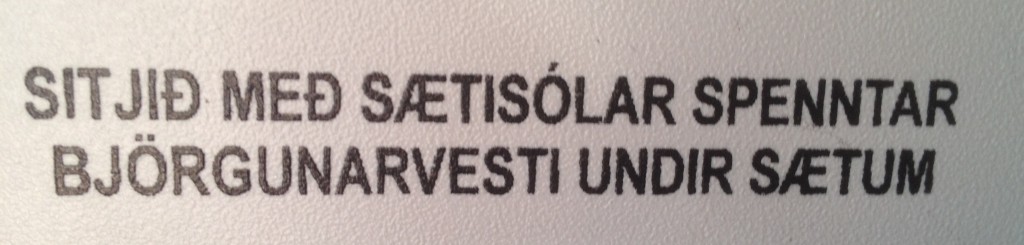 SITJIÐ MEÐ SÆTISÓLAR SPENNTAR
BJÖRGUNARVESTI UNDIR SÆTUM